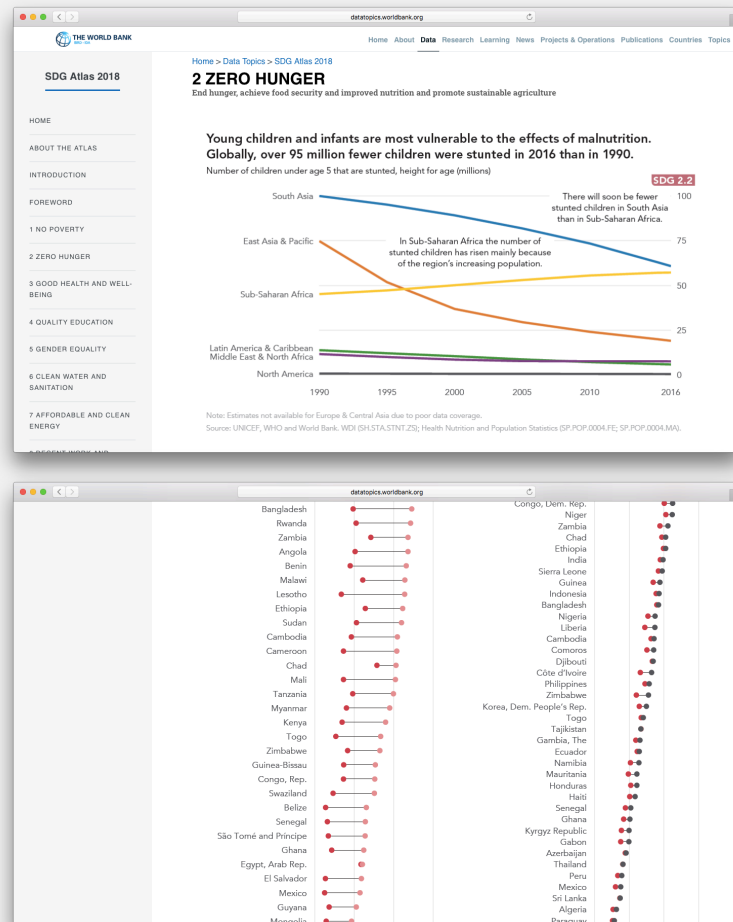 datatopics.worldbank.org
THE WORLD BANK
IBRD • IDA
Home About Data Research Learning News Projects & Operations Publications Countries Topics
SDG Atlas 2018
HOME
ABOUT THE ATLAS
INTRODUCTION
FOREWORD
1 NO POVERTY
2 ZERO HUNGER
3 GOOD HEALTH AND WELL-
BEING
4 QUALITY EDUCATION
5 GENDER EQUALITY
6 CLEAN WATER AND
SANITATION
7 AFFORDABLE AND CLEAN
ENERGY
Home > Data Topics > SDG Atlas 2018
2 ZERO HUNGER
End hunger, achieve food security and improved nutrition and promote sustainable agriculture
Young children and infants are most vulnerable to the effects of malnutrition.
Globally, over 95 million fewer children were stunted in 2016 than in 1990.
Number of children under age 5 that are stunted, height for age (millions)
SDG 2.2
South Asia
There will soon be fewer
stunted children in South Asia
than in Sub-Saharan Africa.
100
East Asia & Pacific
In Sub-Saharan Africa the number of
stunted children has risen mainly because
of the region's increasing population.
75
Sub-Saharan Africa
50
25
Latin America & Caribbean
Middle East & North Africa
North America
0
1990 1995 2000 2005 2010 2016
Note: Estimates not available for Europe & Central Asia due to poor data coverage.
Source: UNICEF, WHO and World Bank. WDI (SH.STA.STNT.ZS); Health Nutrition and Population Statistics (SP.POP.0004.FE; SP.POP.0004.MA).
datatopics.worldbank.org
Bangladesh
Rwanda
Zambia
Angola
Benin
Malawi
Lesotho
Ethiopia
Sudan
Cambodia
Cameroon
Chad
Mali
Tanzania
Myanmar
Kenya
Togo
Zimbabwe
Guinea-Bissau
Congo, Rep.
Swaziland
Belize
Senegal
São Tomé and Príncipe
Ghana
Egypt, Arab Rep.
El Salvador
Mexico
Guyana
Mongolia
Congo, Dem. Rep.
Niger
Zambia
Chad
Ethiopia
India
Sierra Leone
Guinea
Indonesia
Bangladesh
Nigeria
Liberia
Cambodia
Comoros
Djibouti
Côte d'Ivoire
Philippines
Zimbabwe
Korea, Dem. People's Rep.
Togo
Tajikistan
Gambia, The
Ecuador
Namibia
Mauritania
Honduras
Haiti
Senegal
Ghana
Kyrgyz Republic
Gabon
Azerbaijan
Thailand
Peru
Mexico
Sri Lanka
Algeria
Paraguay